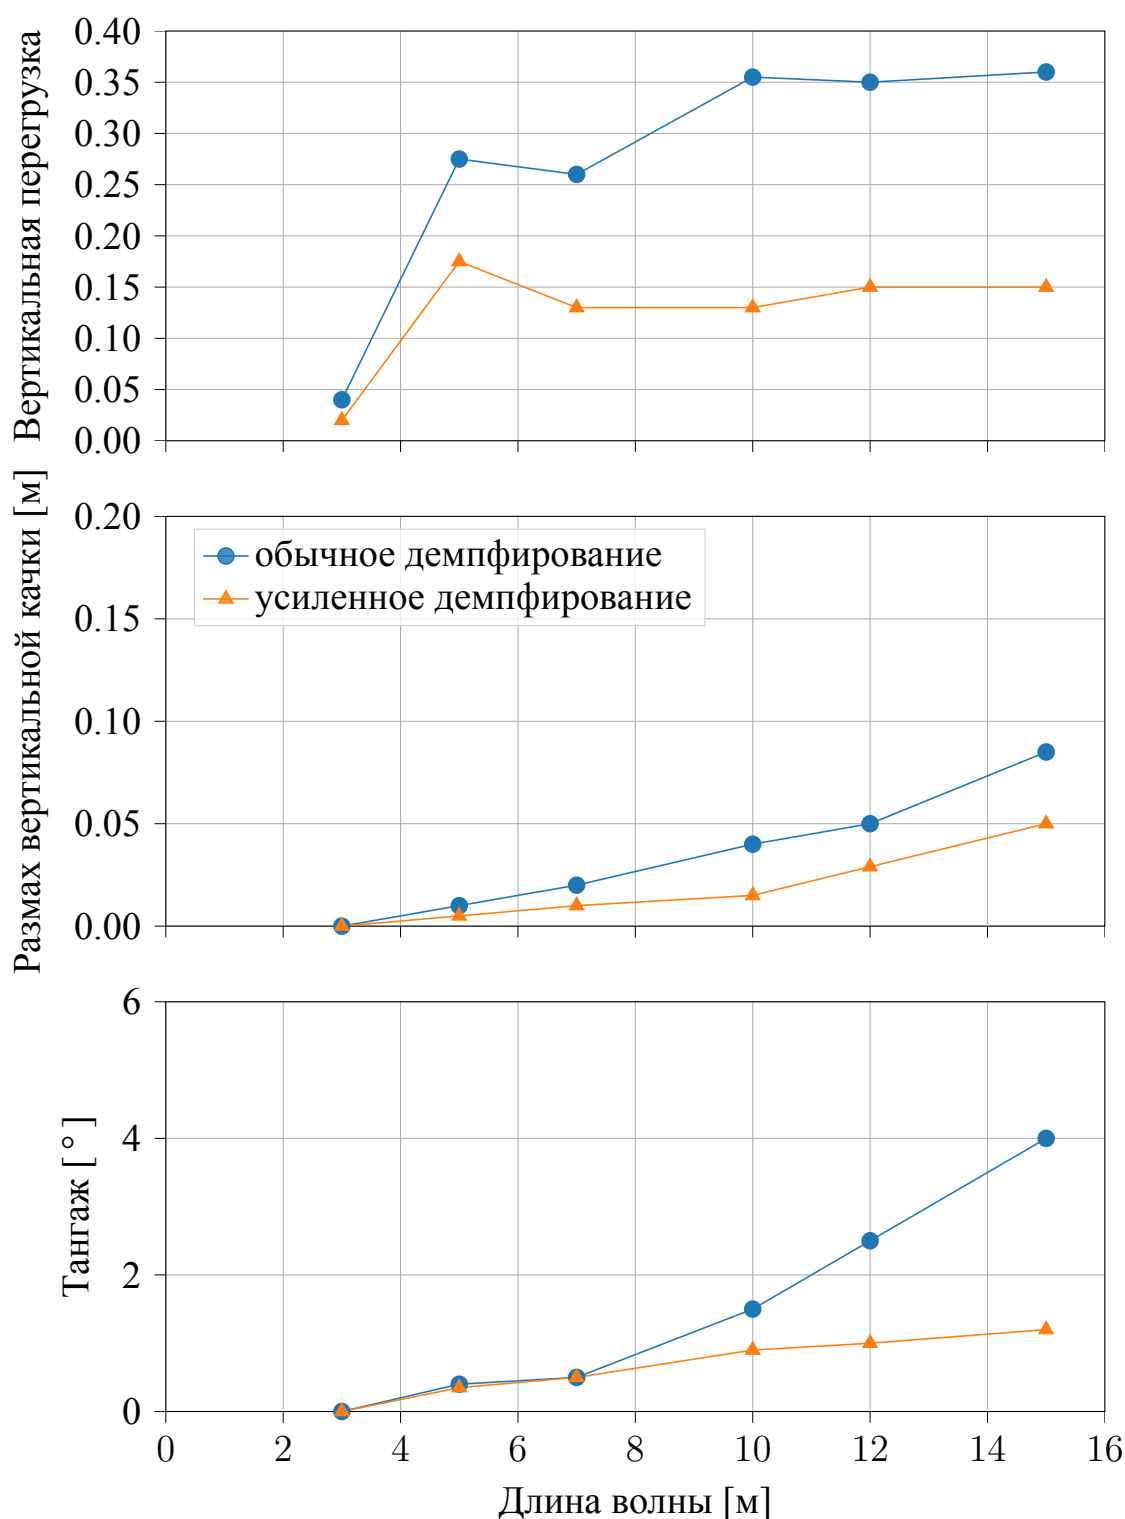 Вертикальная перегрузка
0.40
0.35
0.30
0.25
0.20
0.15
0.10
0.05
0.00
Размах вертикальной качки [м]
0.20
0.15
0.10
0.05
0.00
обычное демпфирование
усиленное демпфирование
Тангаж [°]
6
4
2
0
0 2 4 6 8 10 12 14 16
Длина волны [м]